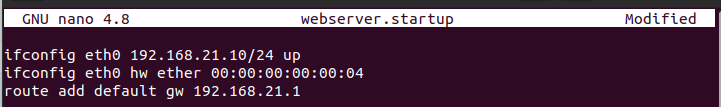 GNU nano 4.8 webserver.startup Modified
ifconfig eth0 192.168.21.10/24 up
ifconfig eth0 hw ether 00:00:00:00:00:04
route add default gw 192.168.21.1